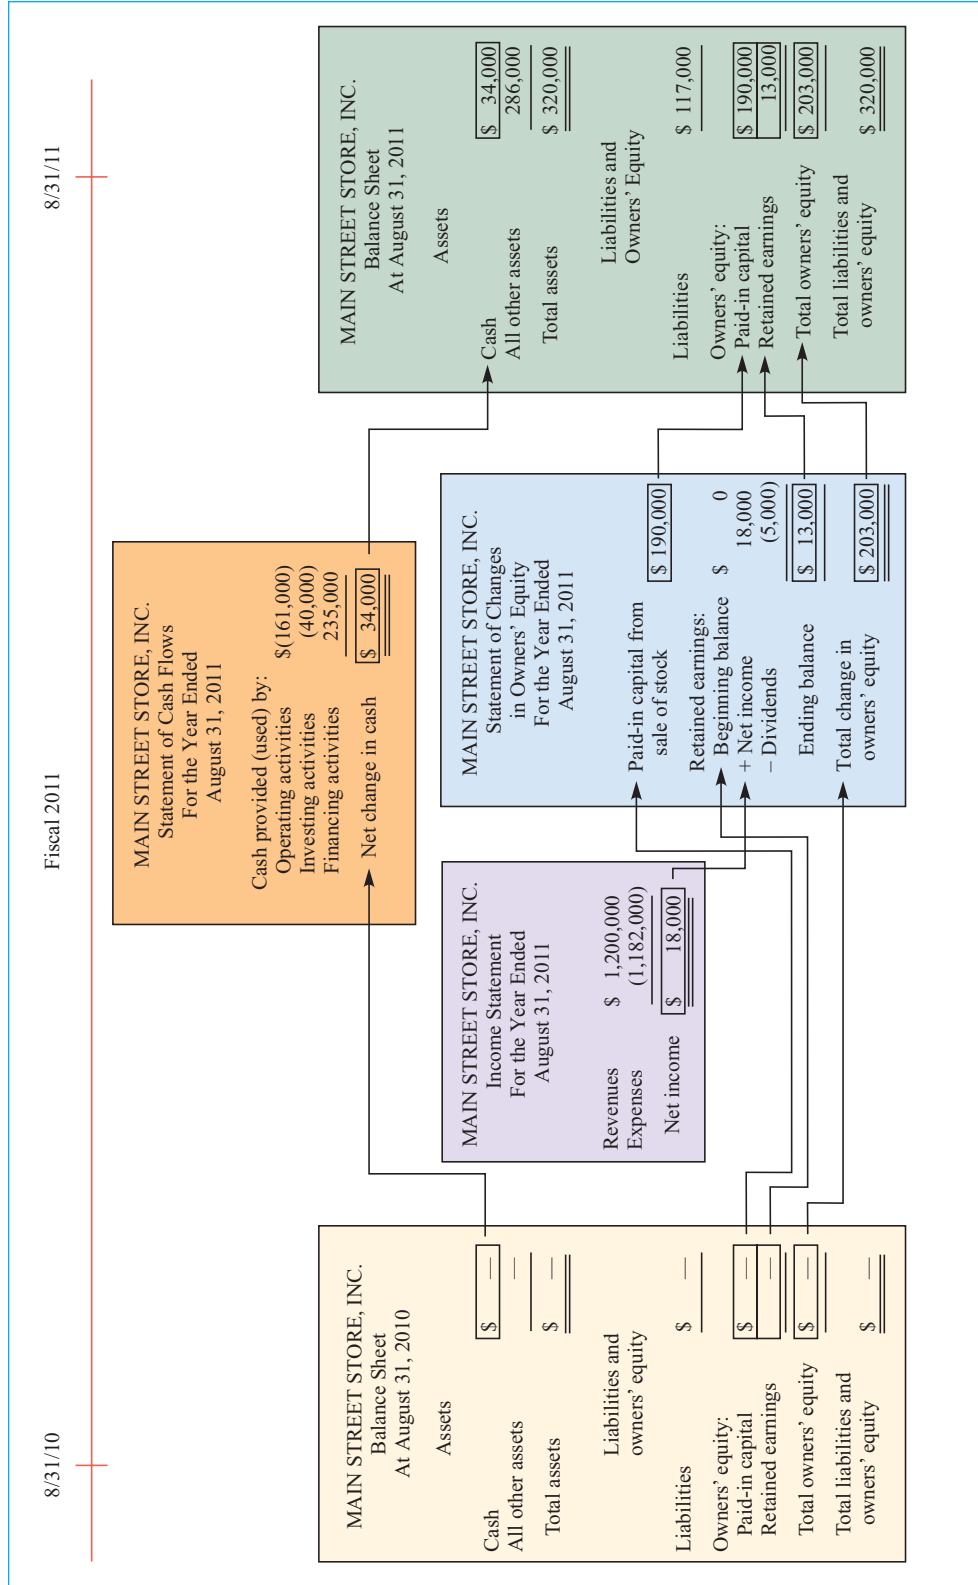 8/31/10
Fiscal 2011
8/31/11
MAIN STREET STORE, INC.
Balance Sheet
At August 31, 2010
Assets
Cash $ —
All other assets —
Total assets $ —
Liabilities and
owners' equity
Liabilities $ —
Owners' equity:
Paid-in capital $ —
Retained earnings —
Total owners' equity $ —
Total liabilities and
owners' equity $ —
MAIN STREET STORE, INC.
Income Statement
For the Year Ended
August 31, 2011
Revenues $ 1,200,000
Expenses (1,182,000)
Net income $ 18,000
MAIN STREET STORE, INC.
Statement of Cash Flows
For the Year Ended
August 31, 2011
Cash provided (used) by:
Operating activities $(161,000)
Investing activities (40,000)
Financing activities 235,000
Net change in cash $ 34,000
MAIN STREET STORE, INC.
Statement of Changes
in Owners' Equity
For the Year Ended
August 31, 2011
Paid-in capital from
sale of stock $ 190,000
Retained earnings:
Beginning balance $ 0
+ Net income 18,000
– Dividends (5,000)
Ending balance $ 13,000
Total change in
owners' equity $ 203,000
MAIN STREET STORE, INC.
Balance Sheet
At August 31, 2011
Assets
Cash $ 34,000
All other assets 286,000
Total assets $ 320,000
Liabilities and
Owners' Equity
Liabilities $ 117,000
Owners' equity:
Paid-in capital $ 190,000
Retained earnings 13,000
Total owners' equity $ 203,000
Total liabilities and
owners' equity $ 320,000